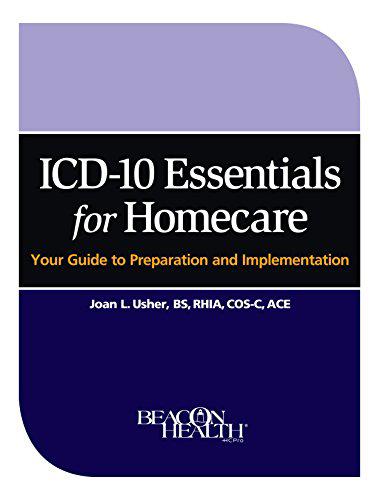 ICD-10 Essentials
for Homecare
Your Guide to Preparation and Implementation
Joan L. Usher, BS, RHIA, COS-C, ACE
BEACON
HEALTH®
HCPro